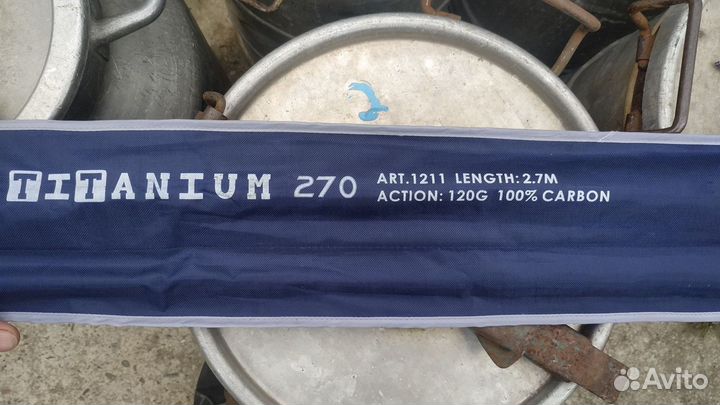 TITANIUM 270
ART.1211 LENGTH: 2.7M
ACTION: 120G 100% CARBON
Avito